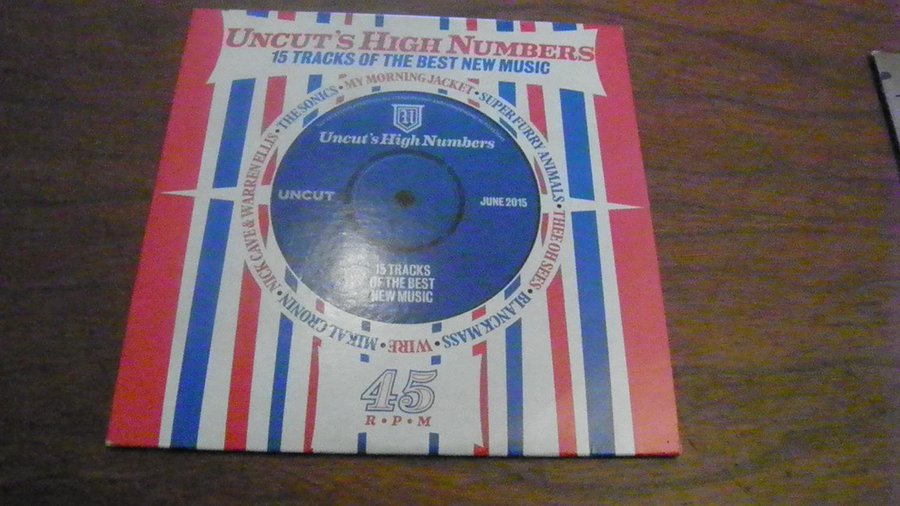 UNCUT'S HIGH NUMBERS
15 TRACKS OF THE BEST NEW MUSIC
NICK CAVE & WARREN ELLIS • THE SONICS • MY MORNING JACKET • SUPER FURRY ANIMALS • THEE OH SEES • BLANCK MASS • WIRE • MIKAL CRONIN •
Uncut's High Numbers
UNCUT
JUNE 2015
15 TRACKS
OF THE BEST
NEW MUSIC
45
R•P•M